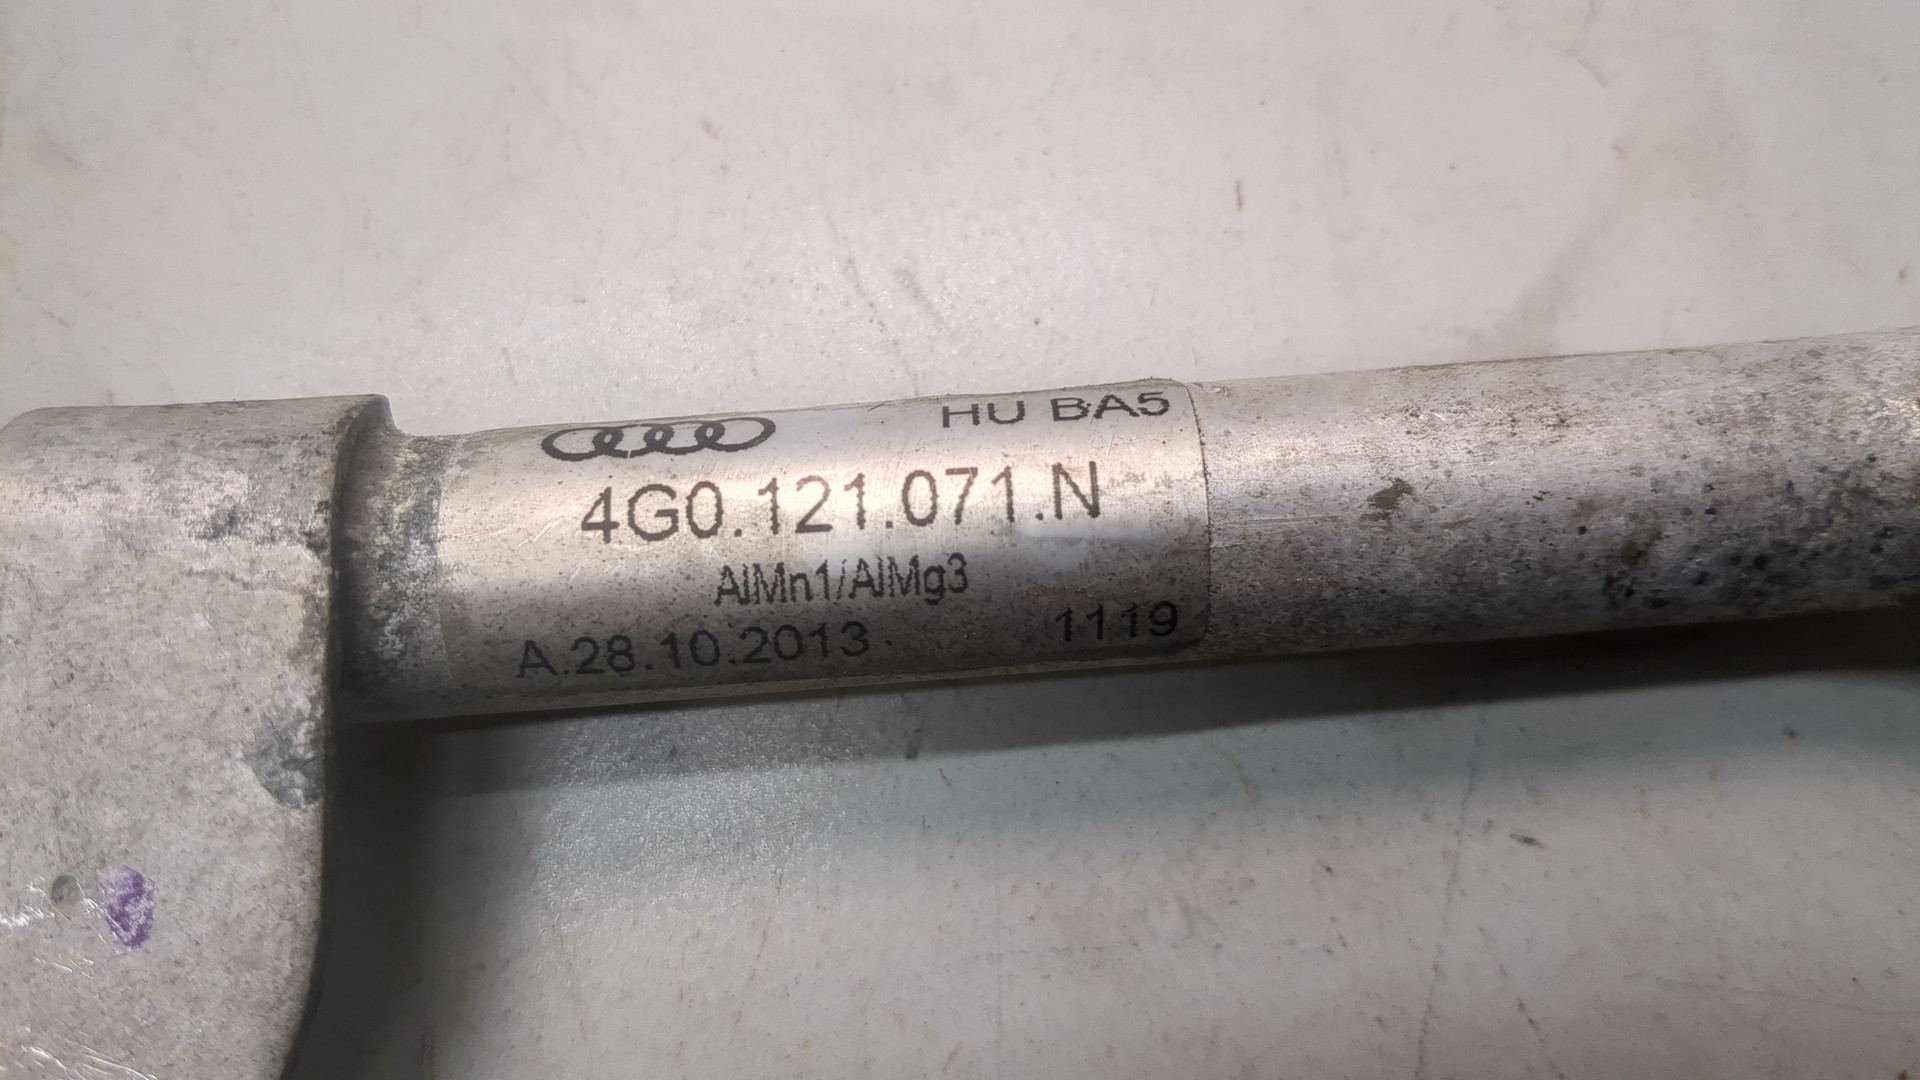 HU BA5
4G0.121.071.N
AlMn1/AlMg3
A.28.10.2013 1119